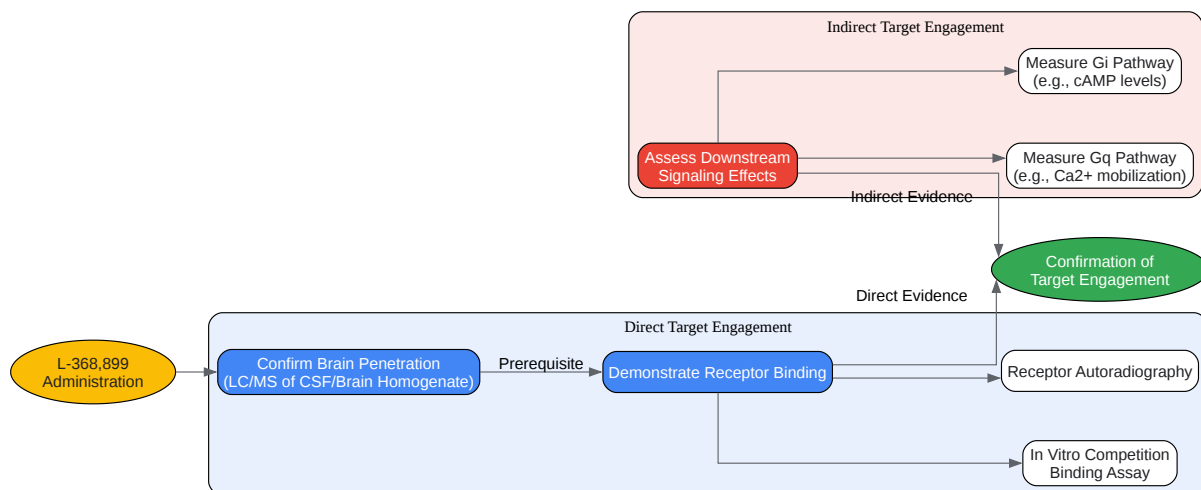 Indirect Target Engagement
Measure Gi Pathway
(e.g., cAMP levels)
Assess Downstream
Signaling Effects
Measure Gq Pathway
(e.g., Ca2+ mobilization)
Indirect Evidence
Confirmation of
Target Engagement
Direct Evidence
Direct Target Engagement
L-368,899
Administration
Confirm Brain Penetration
(LC/MS of CSF/Brain Homogenate)
Prerequisite
Demonstrate Receptor Binding
Receptor Autoradiography
In Vitro Competition
Binding Assay